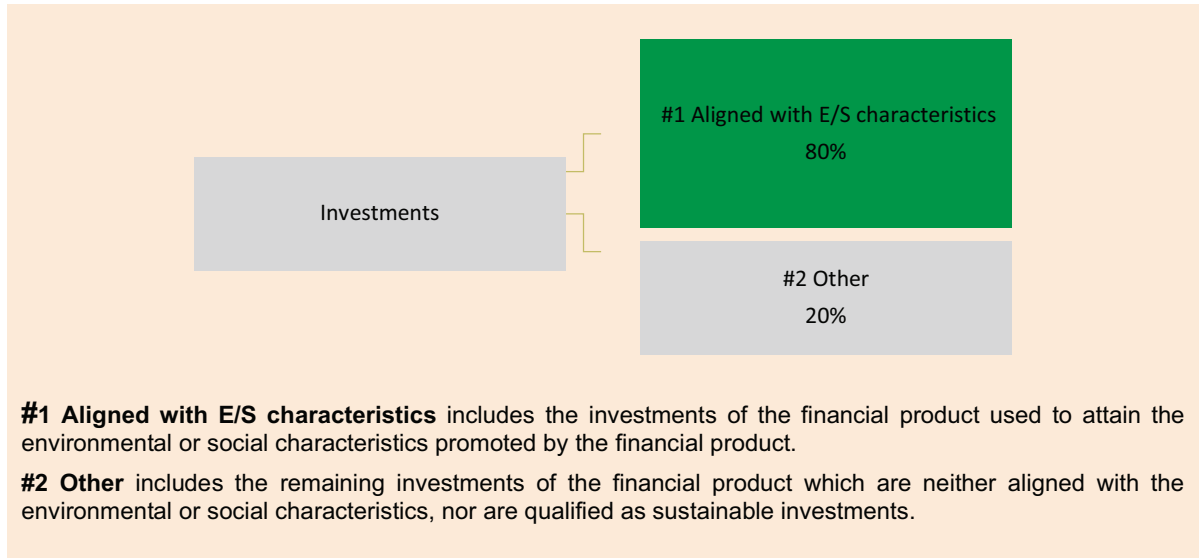 #1 Aligned with E/S characteristics
80%
Investments
#2 Other
20%
#1 Aligned with E/S characteristics includes the investments of the financial product used to attain the
environmental or social characteristics promoted by the financial product.
#2 Other includes the remaining investments of the financial product which are neither aligned with the
environmental or social characteristics, nor are qualified as sustainable investments.